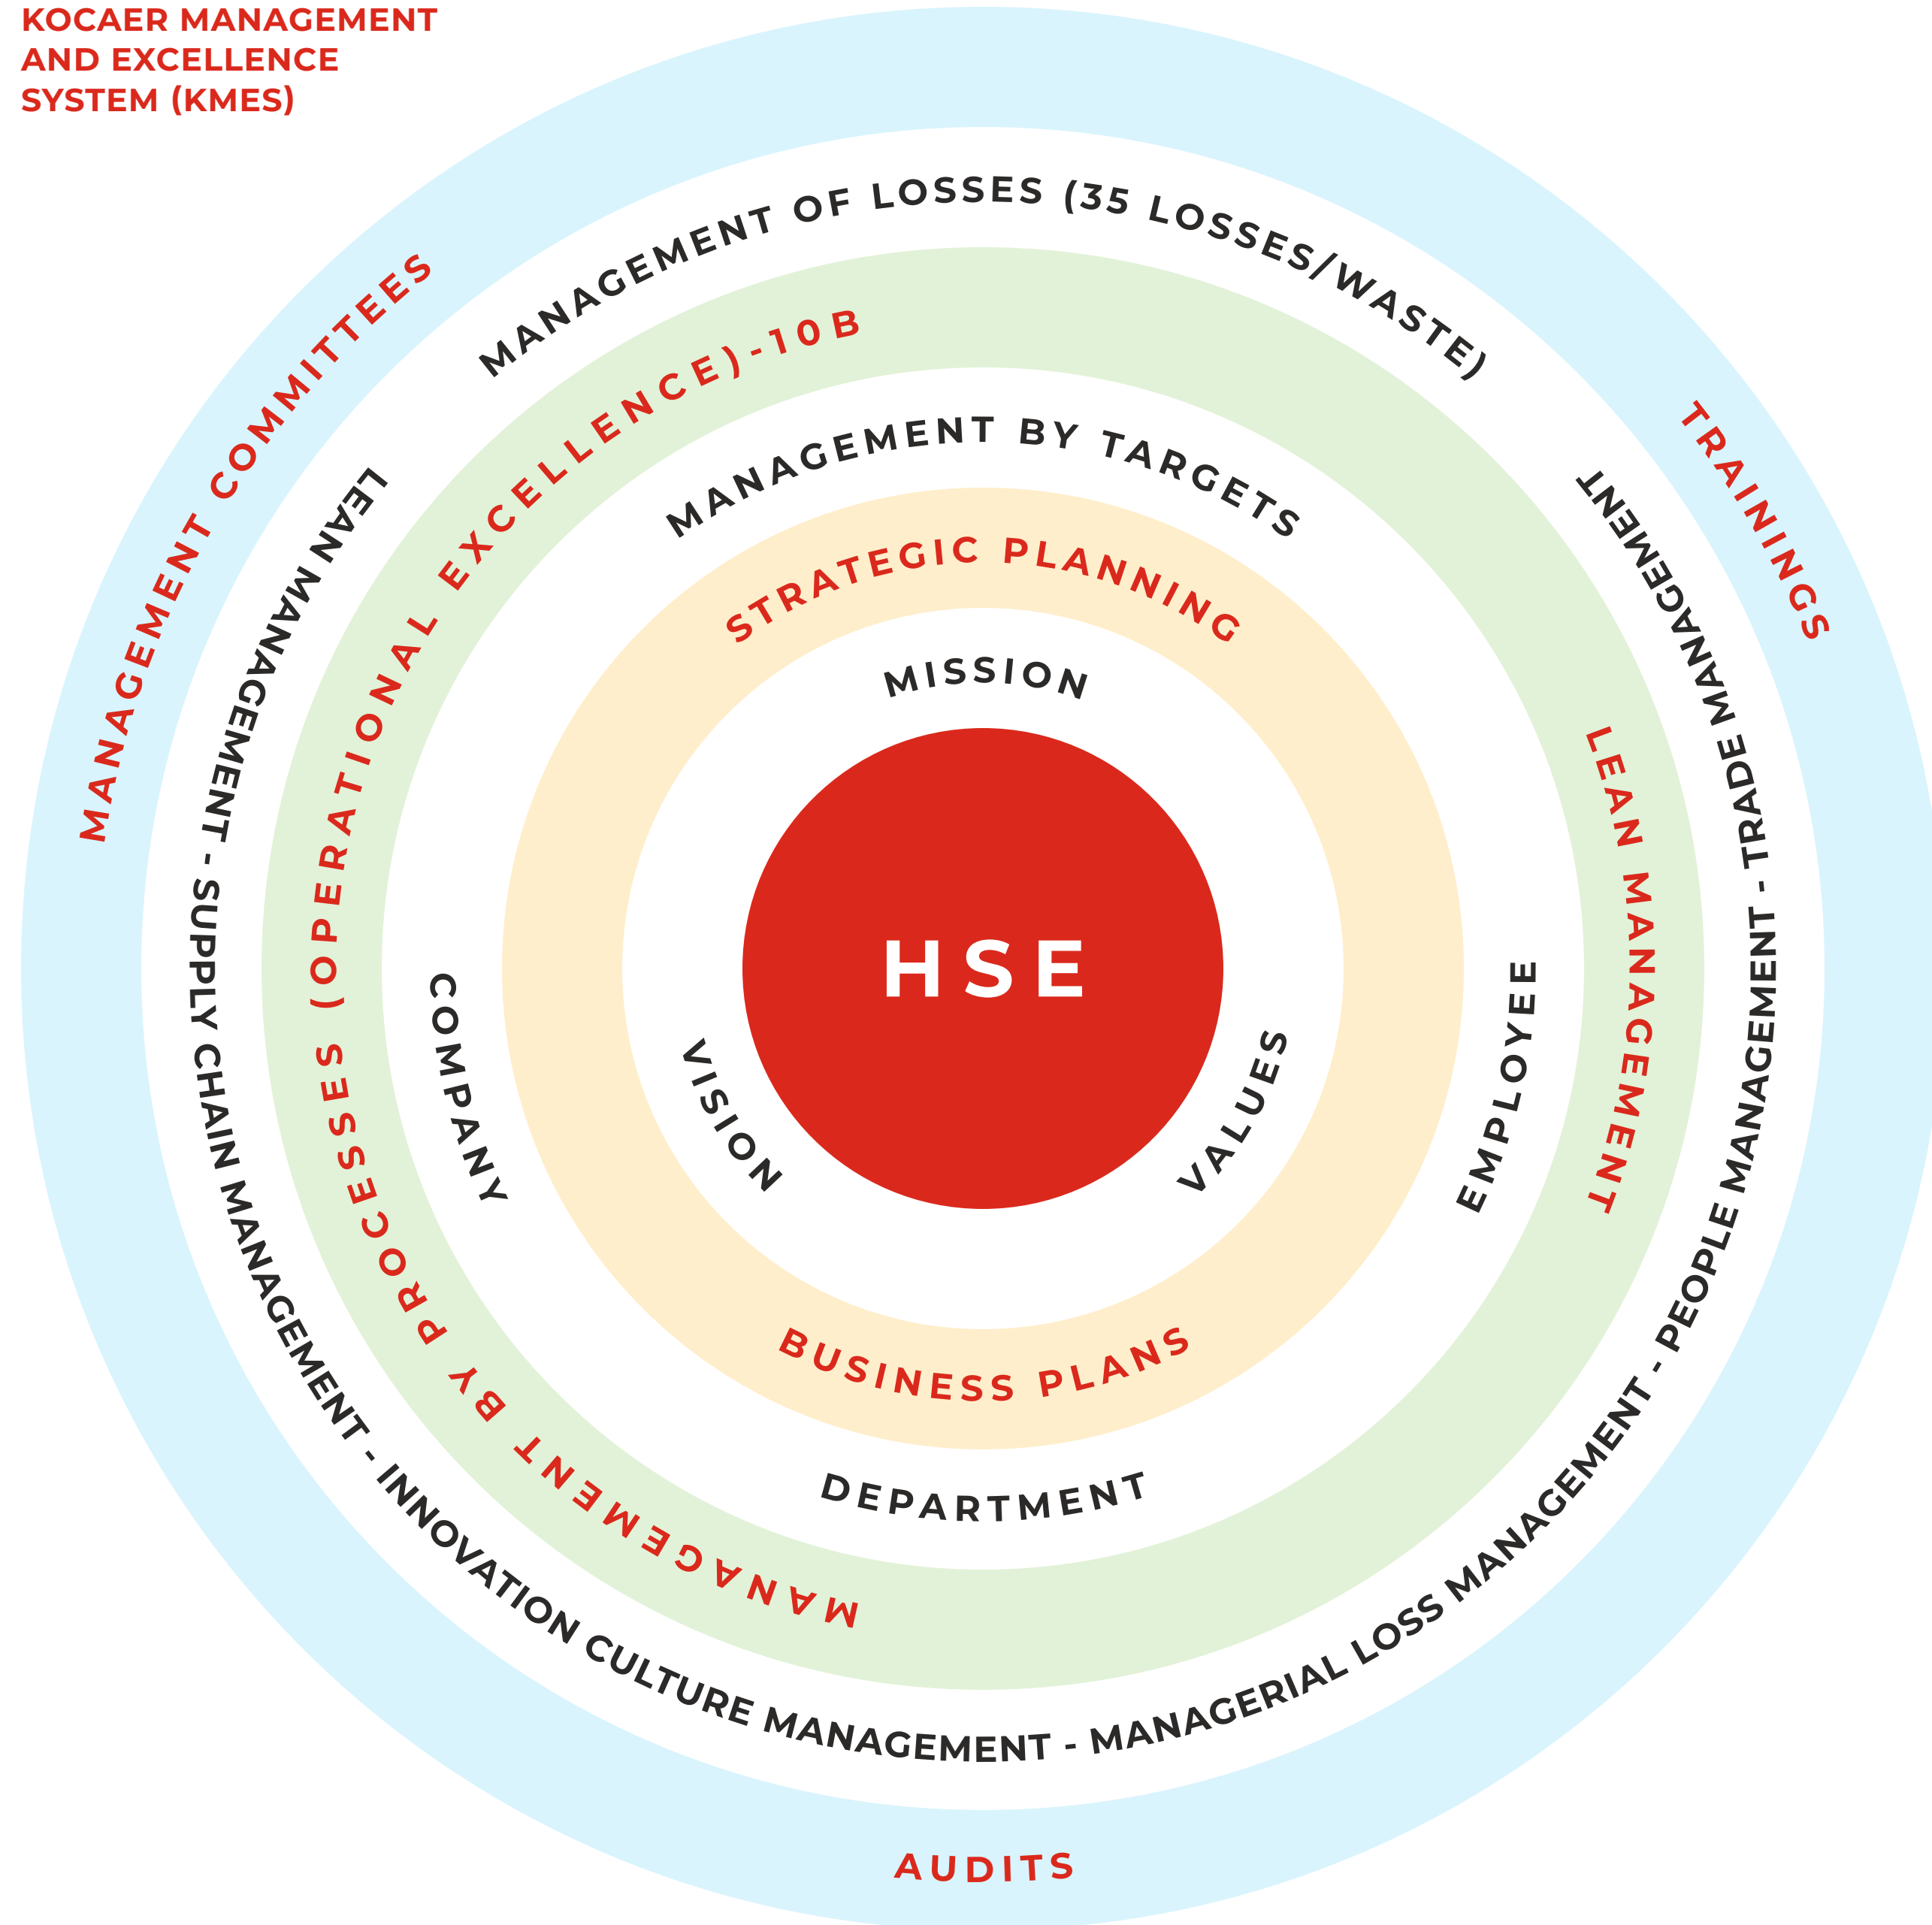 KOCAER MANAGEMENT
AND EXCELLENCE
SYSTEM (KMES)
MANAGEMENT COMMITTEES
TRAININGS
AUDITS
MANAGEMENT OF LOSSES (35 LOSSES/WASTE)
LEAN MANAGEMENT - SUPPLY CHAIN MANAGEMENT - INNOVATION CULTURE MANAGEMENT - MANAGERIAL LOSS MANAGEMENT - PEOPLE MANAGEMENT - TRADE MANAGEMENT
MANAGEMENT BY PROCESSES (OPERATIONAL EXCELLENCE)-10B
LEAN MANAGEMENT
MANAGEMENT BY TARGETS
COMPANY
DEPARTMENT
EMPLOYEE
STRATEGIC PLANNING
BUSINESS PLANS
MISSION
VISION
VALUES
HSE